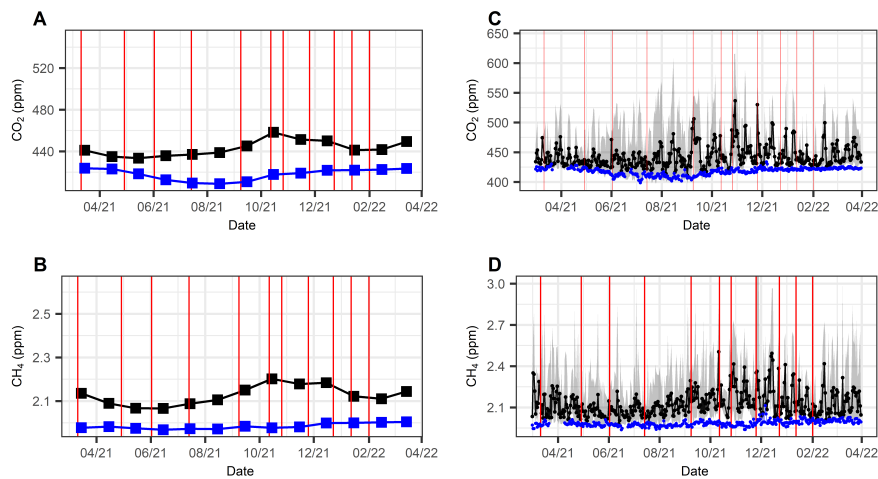 A
CO₂ (ppm)
520
480
440
04/21 06/21 08/21 10/21 12/21 02/22 04/22
Date
C
CO₂ (ppm)
650
600
550
500
450
400
04/21 06/21 08/21 10/21 12/21 02/22 04/22
Date
B
CH₄ (ppm)
2.5
2.3
2.1
04/21 06/21 08/21 10/21 12/21 02/22 04/22
Date
D
CH₄ (ppm)
3.0
2.7
2.4
2.1
04/21 06/21 08/21 10/21 12/21 02/22 04/22
Date